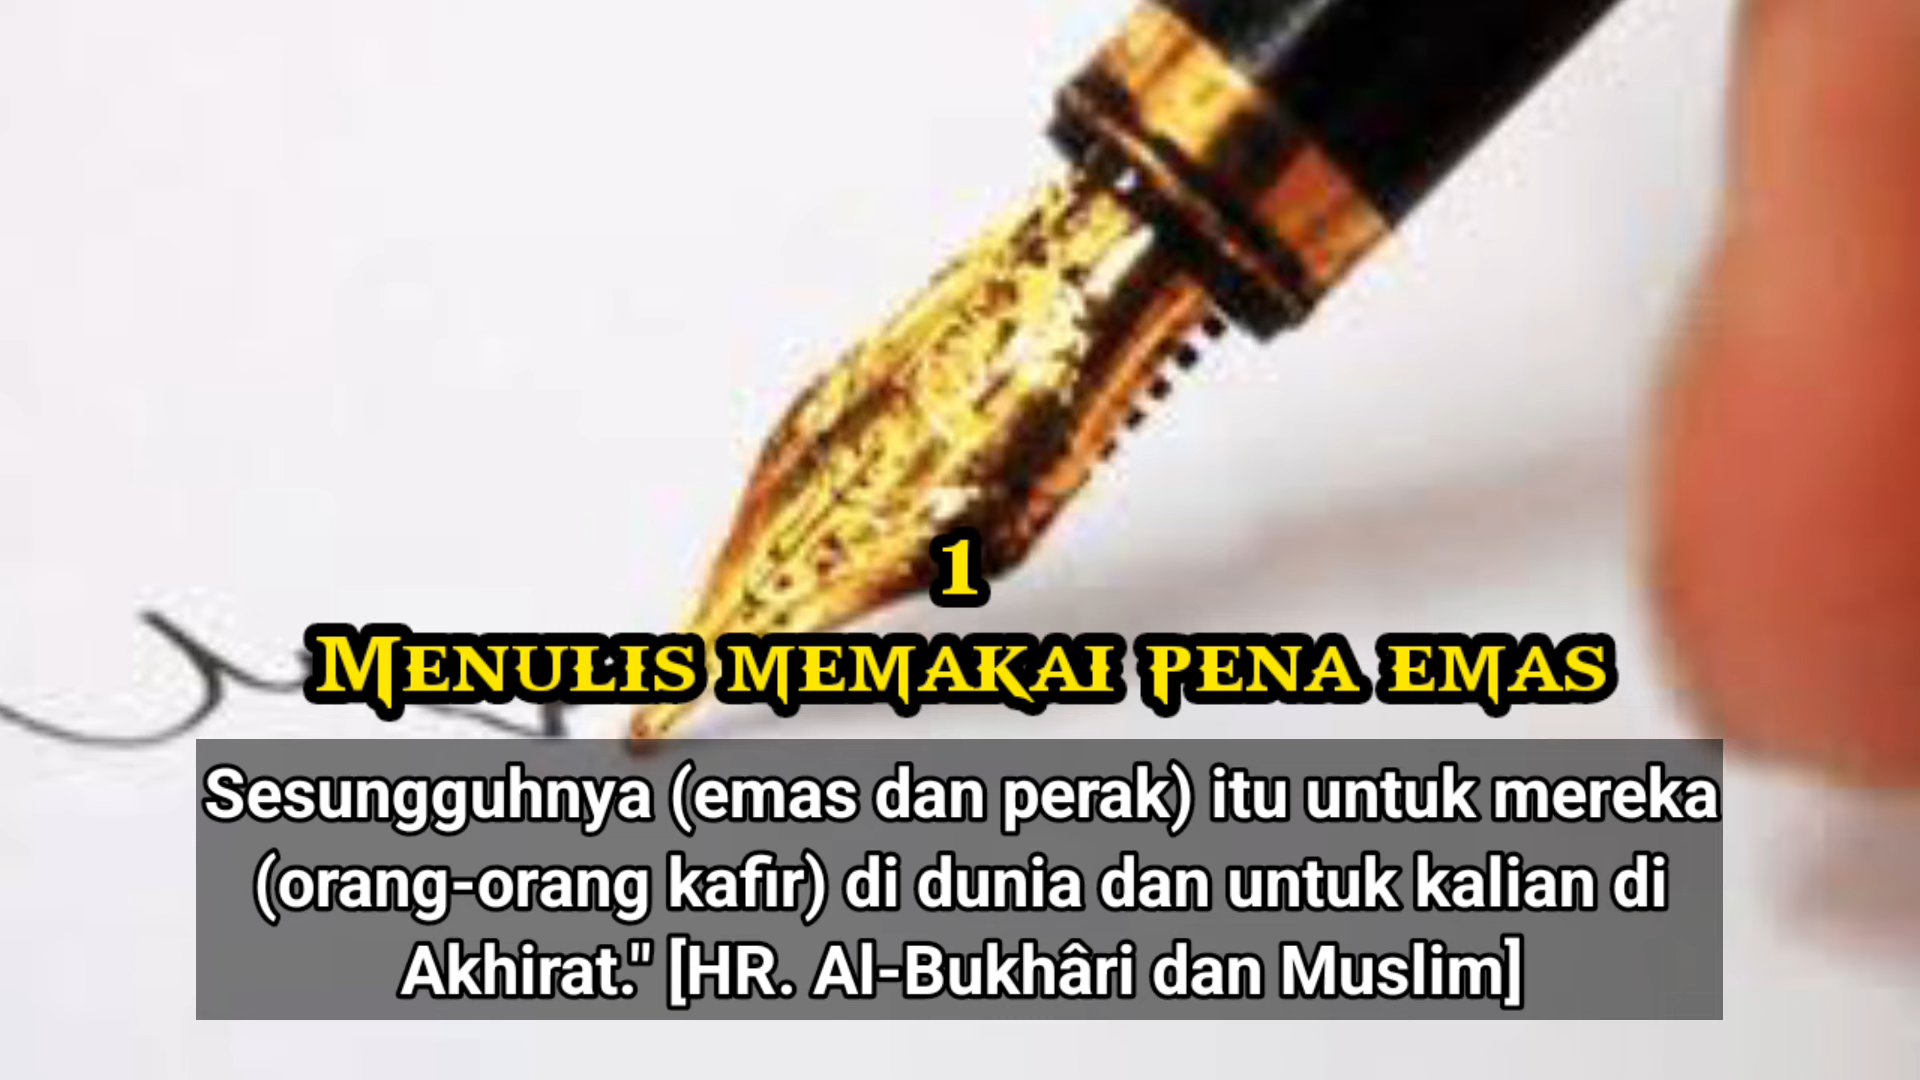 1
Menulis memakai pena emas
Sesungguhnya (emas dan perak) itu untuk mereka
(orang-orang kafir) di dunia dan untuk kalian di
Akhirat." [HR. Al-Bukhâri dan Muslim]